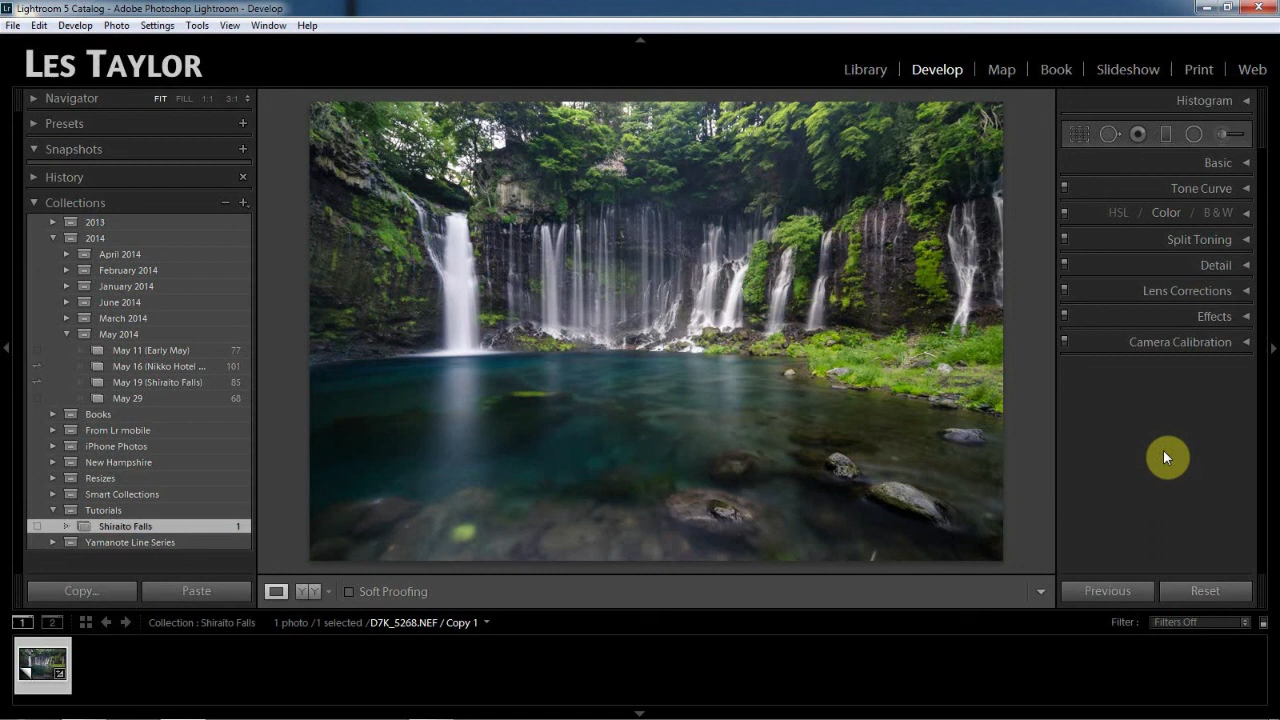 Lightroom 5 Catalog - Adobe Photoshop Lightroom - Develop
File Edit Develop Photo Settings Tools View Window Help
LES TAYLOR
Library Develop Map Book Slideshow Print Web
Navigator FIT FILL 1:1 3:1
Presets
Snapshots
History
Collections
2013
2014
April 2014
February 2014
January 2014
June 2014
March 2014
May 2014
May 11 (Early May) 77
May 16 (Nikko Hotel ... 101
May 19 (Shiraito Falls) 85
May 29 68
Books
From Lr mobile
iPhone Photos
New Hampshire
Resizes
Smart Collections
Tutorials
Shiraito Falls 1
Yamanote Line Series
Copy... Paste
Histogram
Basic
Tone Curve
HSL / Color / B & W
Split Toning
Detail
Lens Corrections
Effects
Camera Calibration
Y Y Soft Proofing
Previous Reset
1 2 Collection : Shiraito Falls 1 photo / 1 selected / D7K_5268.NEF / Copy 1 Filter : Filters Off